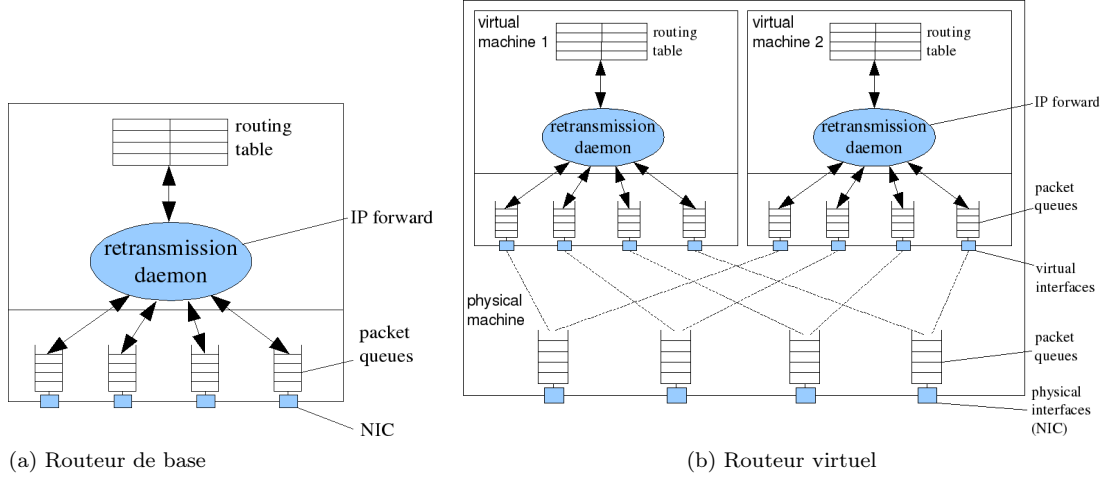 routing
table
retransmission
daemon
IP forward
packet
queues
NIC
(a) Routeur de base
virtual
machine 1
routing
table
retransmission
daemon
virtual
machine 2
routing
table
retransmission
daemon
IP forward
packet
queues
virtual
interfaces
physical
machine
packet
queues
physical
interfaces
(NIC)
(b) Routeur virtuel